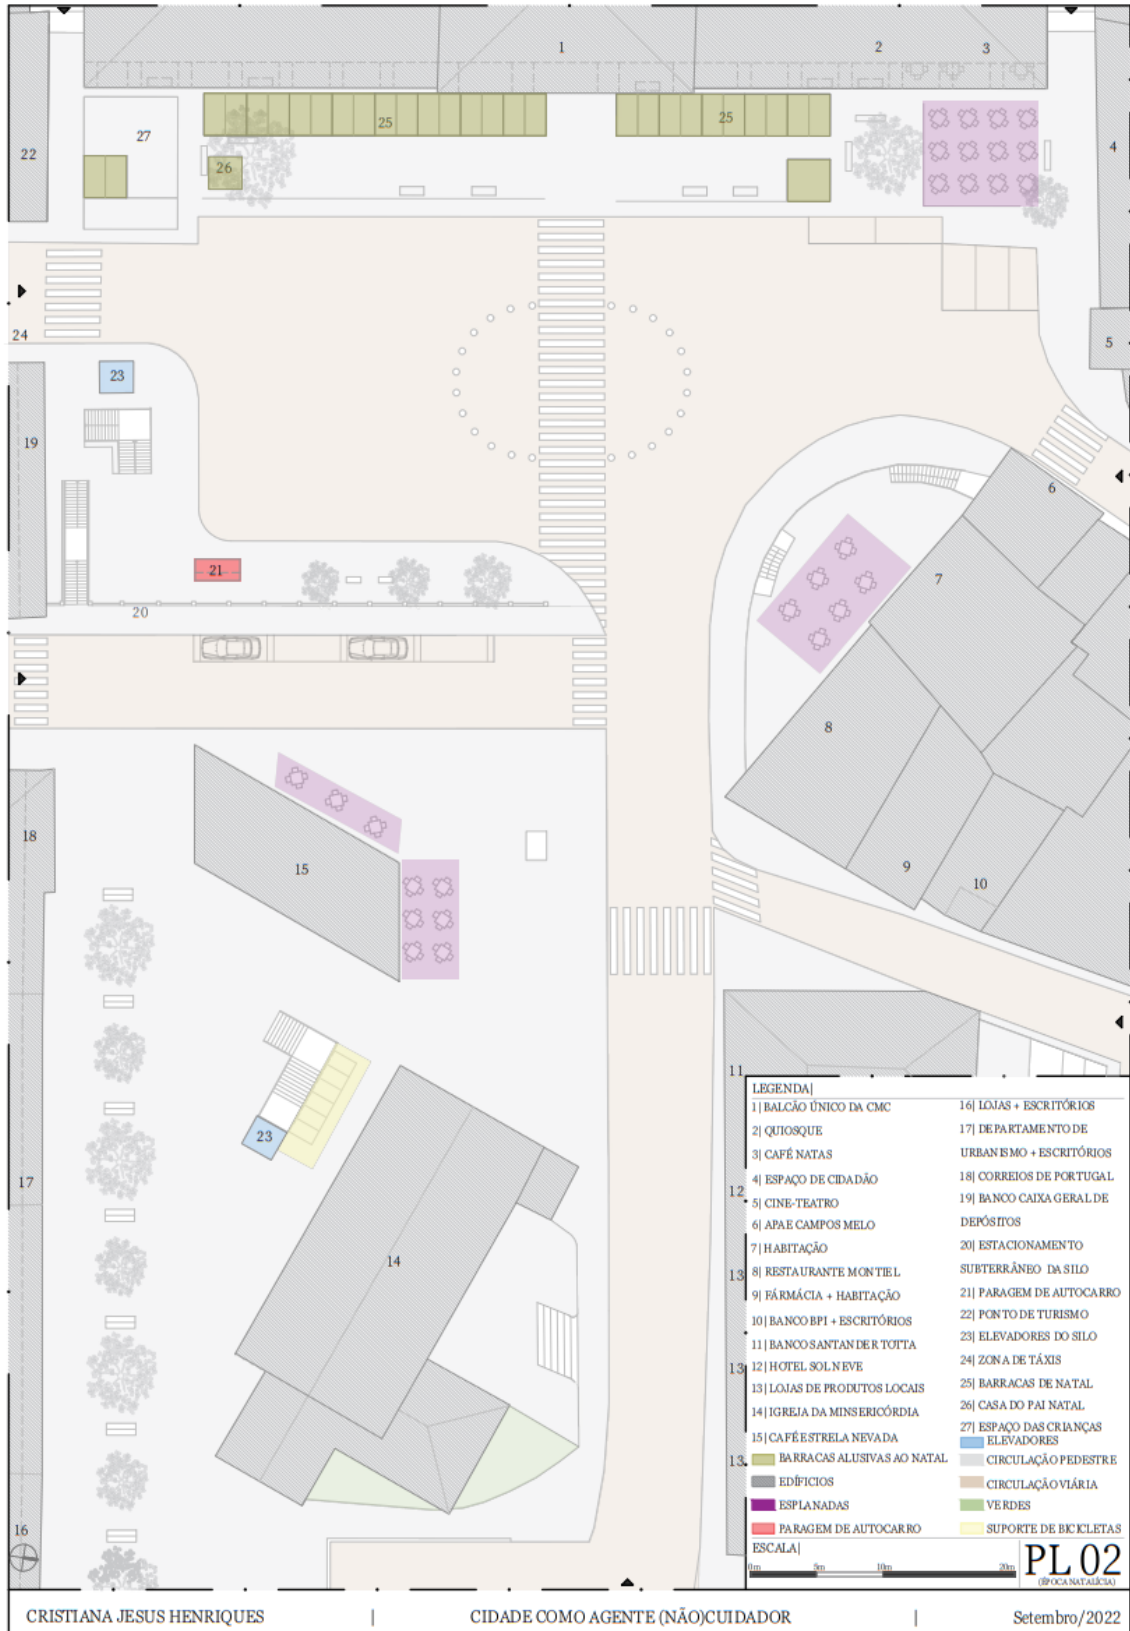 1
2
3
27
25
25
22
26
4
24
5
23
19
6
21
7
20
8
18
15
9
10
11
23
17
12
14
13
13
13
16
LEGENDA|
1| BALCÃO ÚNICO DA CMC
2| QUIOSQUE
3| CAFÉ NATAS
4| ESPAÇO DE CIDADÃO
5| CINE-TEATRO
6| APAE CAMPOS MELO
7| HABITAÇÃO
8| RESTAURANTE MONTIEL
9| FÁRMÁCIA + HABITAÇÃO
10| BANCO BPI + ESCRITÓRIOS
11| BANCO SANTANDER TOTTA
12| HOTEL SOLNEVE
13| LOJAS DE PRODUTOS LOCAIS
14| IGREJA DA MINSERICÓRDIA
15| CAFÉ ESTRELA NEVADA
16| LOJAS + ESCRITÓRIOS
17| DEPARTAMENTO DE
URBANISMO + ESCRITÓRIOS
18| CORREIOS DE PORTUGAL
19| BANCO CAIXA GERAL DE
DEPÓSITOS
20| ESTACIONAMENTO
SUBTERRÂNEO DA SILO
21| PARAGEM DE AUTOCARRO
22| PONTO DE TURISMO
23| ELEVADORES DO SILO
24| ZONA DE TÁXIS
25| BARRACAS DE NATAL
26| CASA DO PAI NATAL
27| ESPAÇO DAS CRIANÇAS
BARRACAS ALUSIVAS AO NATAL
EDÍFICIOS
ESPLANADAS
PARAGEM DE AUTOCARRO
ELEVADORES
CIRCULAÇÃO PEDESTRE
CIRCULAÇÃO VIÁRIA
VERDES
SUPORTE DE BICICLETAS
ESCALA|
0m 5m 10m 20m
PL 02
(ÉPOCA NATALÍCIA)
CRISTIANA JESUS HENRIQUES | CIDADE COMO AGENTE (NÃO)CUIDADOR | Setembro/2022